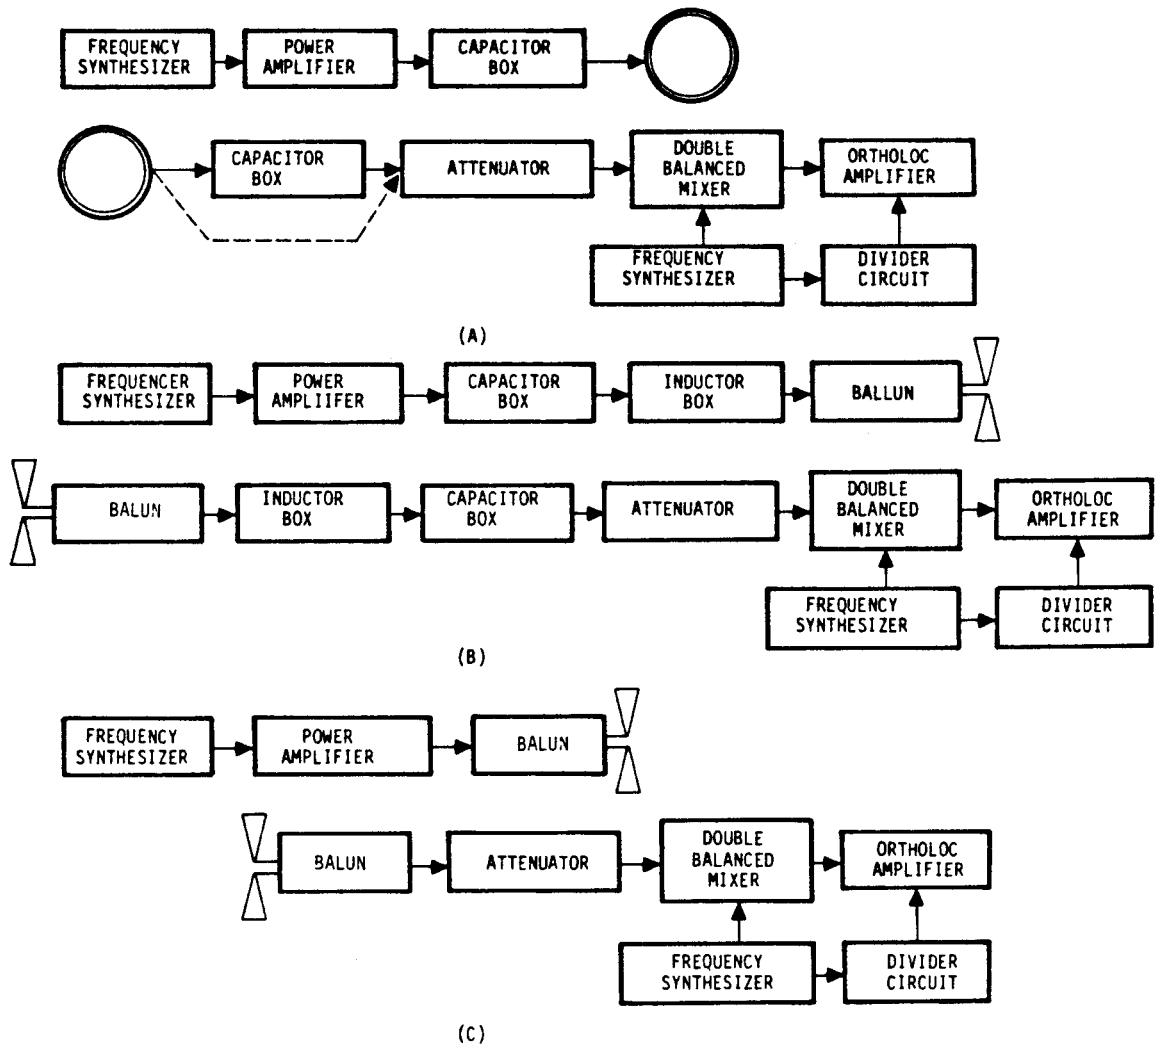 FREQUENCY
SYNTHESIZER
POWER
AMPLIFIER
CAPACITOR
BOX
CAPACITOR
BOX
ATTENUATOR
DOUBLE
BALANCED
MIXER
ORTHOLOC
AMPLIFIER
FREQUENCY
SYNTHESIZER
DIVIDER
CIRCUIT
(A)
FREQUENCER
SYNTHESIZER
POWER
AMPLIIFER
CAPACITOR
BOX
INDUCTOR
BOX
BALLUN
BALUN
INDUCTOR
BOX
CAPACITOR
BOX
ATTENUATOR
DOUBLE
BALANCED
MIXER
ORTHOLOC
AMPLIFIER
FREQUENCY
SYNTHESIZER
DIVIDER
CIRCUIT
(B)
FREQUENCY
SYNTHESIZER
POWER
AMPLIFIER
BALUN
BALUN
ATTENUATOR
DOUBLE
BALANCED
MIXER
ORTHOLOC
AMPLIFIER
FREQUENCY
SYNTHESIZER
DIVIDER
CIRCUIT
(C)